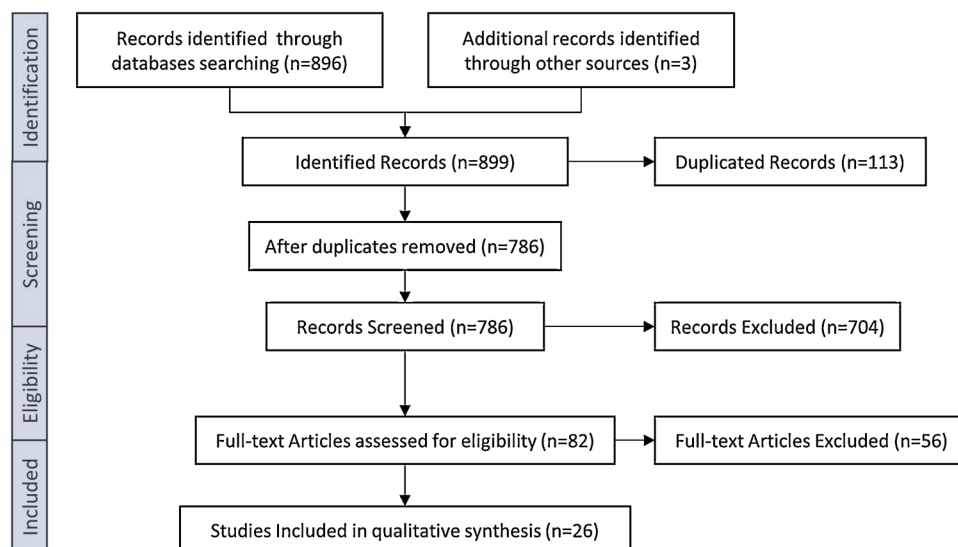 Identification
Records identified through
databases searching (n=896)
Additional records identified
through other sources (n=3)
Identified Records (n=899)
Duplicated Records (n=113)
Screening
After duplicates removed (n=786)
Records Screened (n=786)
Records Excluded (n=704)
Eligibility
Full-text Articles assessed for eligibility (n=82)
Full-text Articles Excluded (n=56)
Included
Studies Included in qualitative synthesis (n=26)